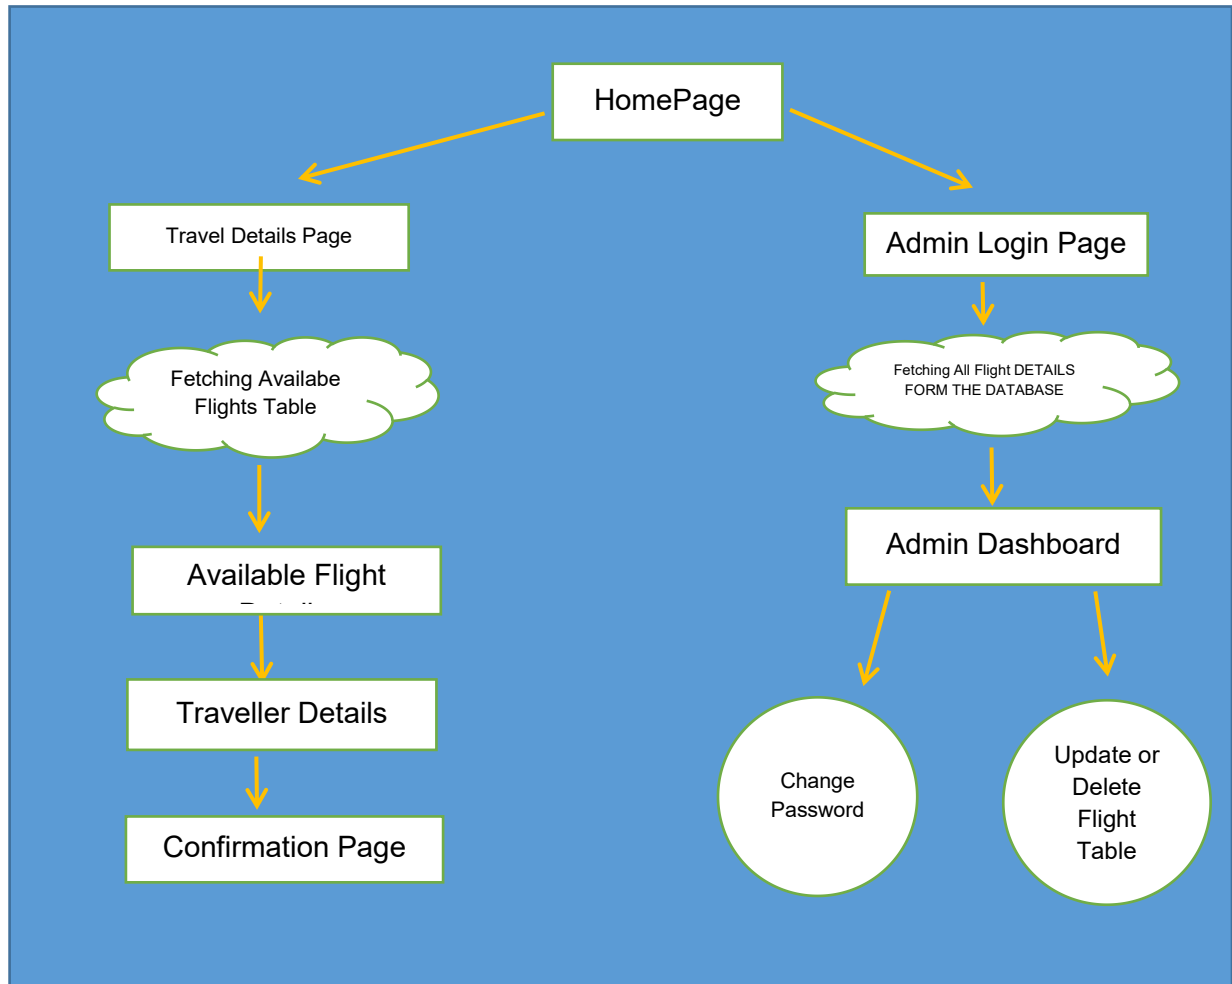 HomePage
Travel Details Page
Admin Login Page
Fetching Availabe
Flights Table
Fetching All Flight DETAILS
FORM THE DATABASE
Available Flight
Admin Dashboard
Traveller Details
Change
Password
Update or
Delete
Flight
Table
Confirmation Page